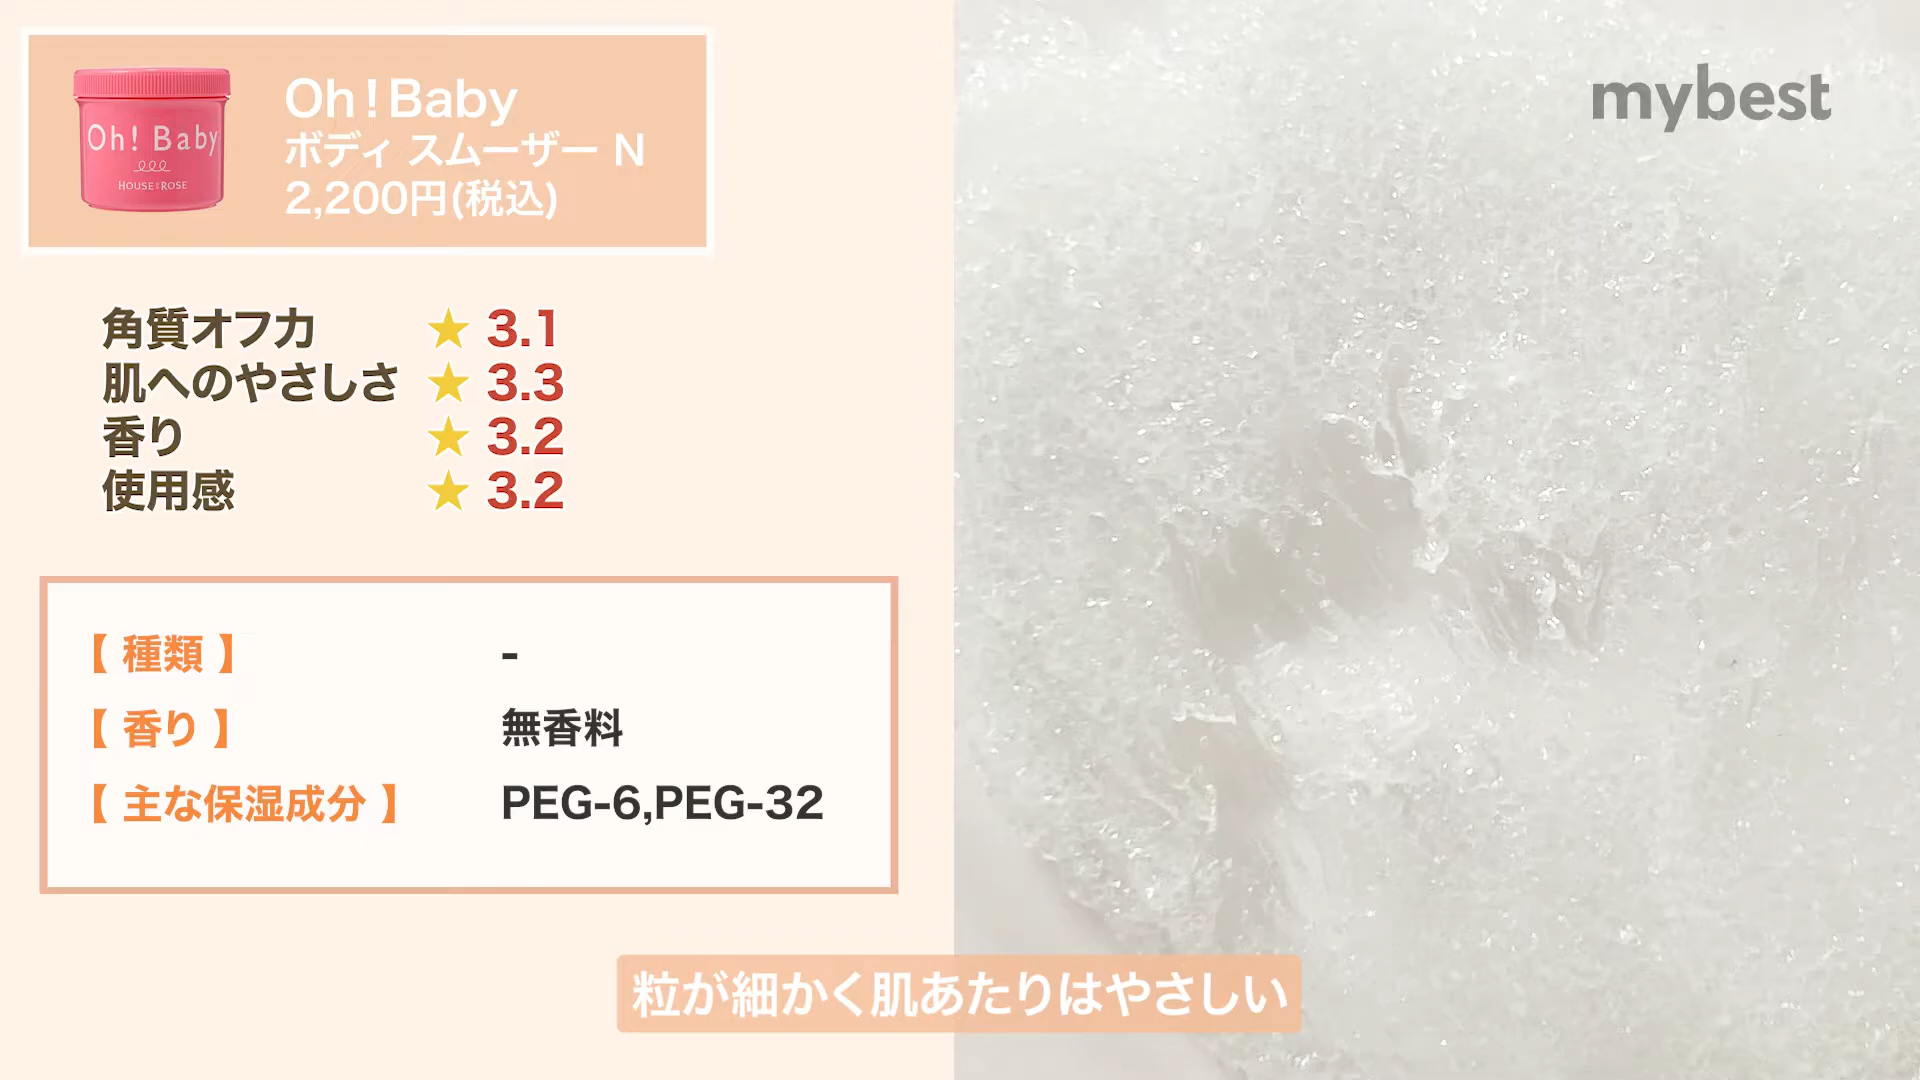 Oh! Baby
HOUSE OF ROSE
Oh!Baby
ボディ スムーザー N
2,200円(税込)
mybest
角質オフ力 ★ 3.1
肌へのやさしさ ★ 3.3
香り ★ 3.2
使用感 ★ 3.2
【 種類 】 -
【 香り 】 無香料
【 主な保湿成分 】 PEG-6,PEG-32
粒が細かく肌あたりはやさしい